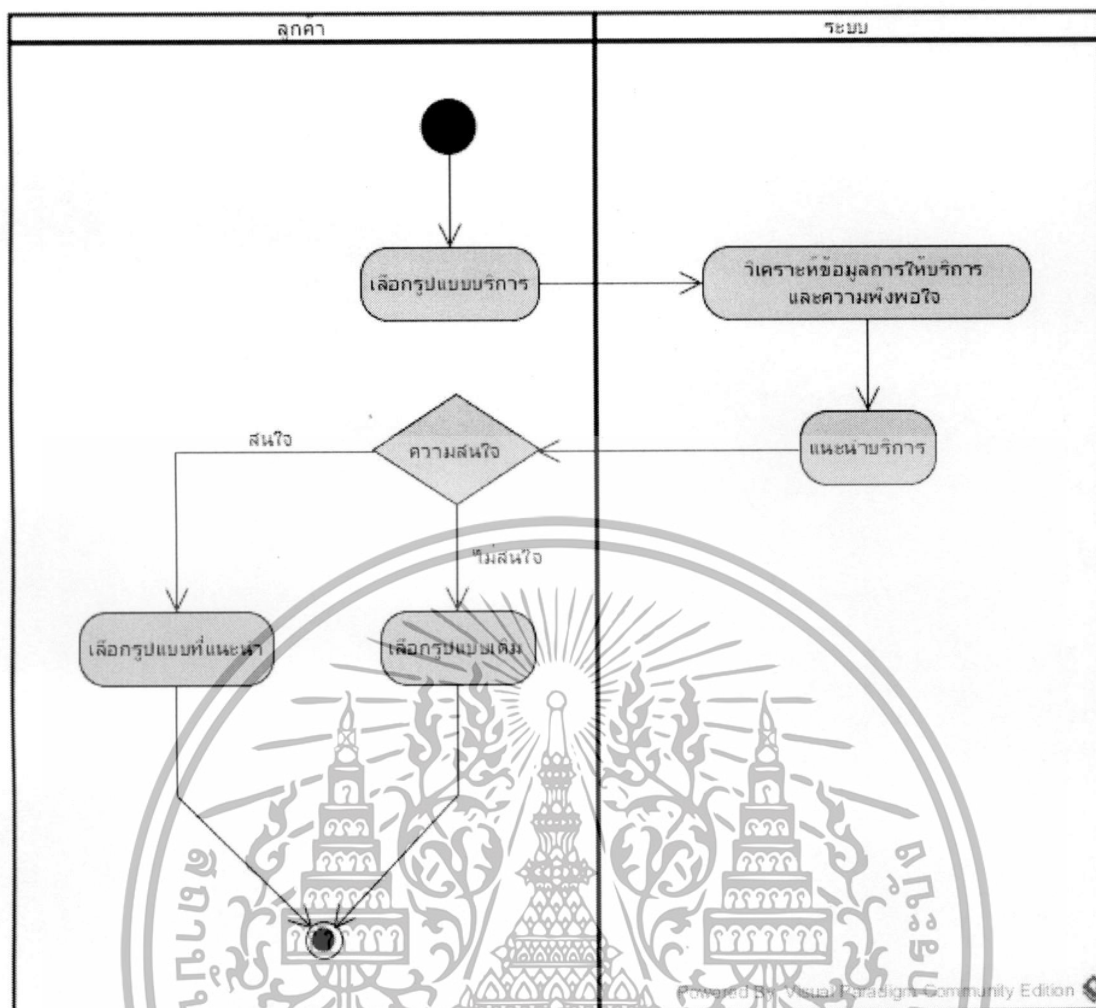 ลูกค้า
ระบบ
เลือกรูปแบบบริการ
วิเคราะห์ข้อมูลการให้บริการ
และความพึงพอใจ
แนะนำบริการ
ความสนใจ
สนใจ
ไม่สนใจ
เลือกรูปแบบที่แนะนำ
เลือกรูปแบบเดิม
Powered By Visual Paradigm Community Edition